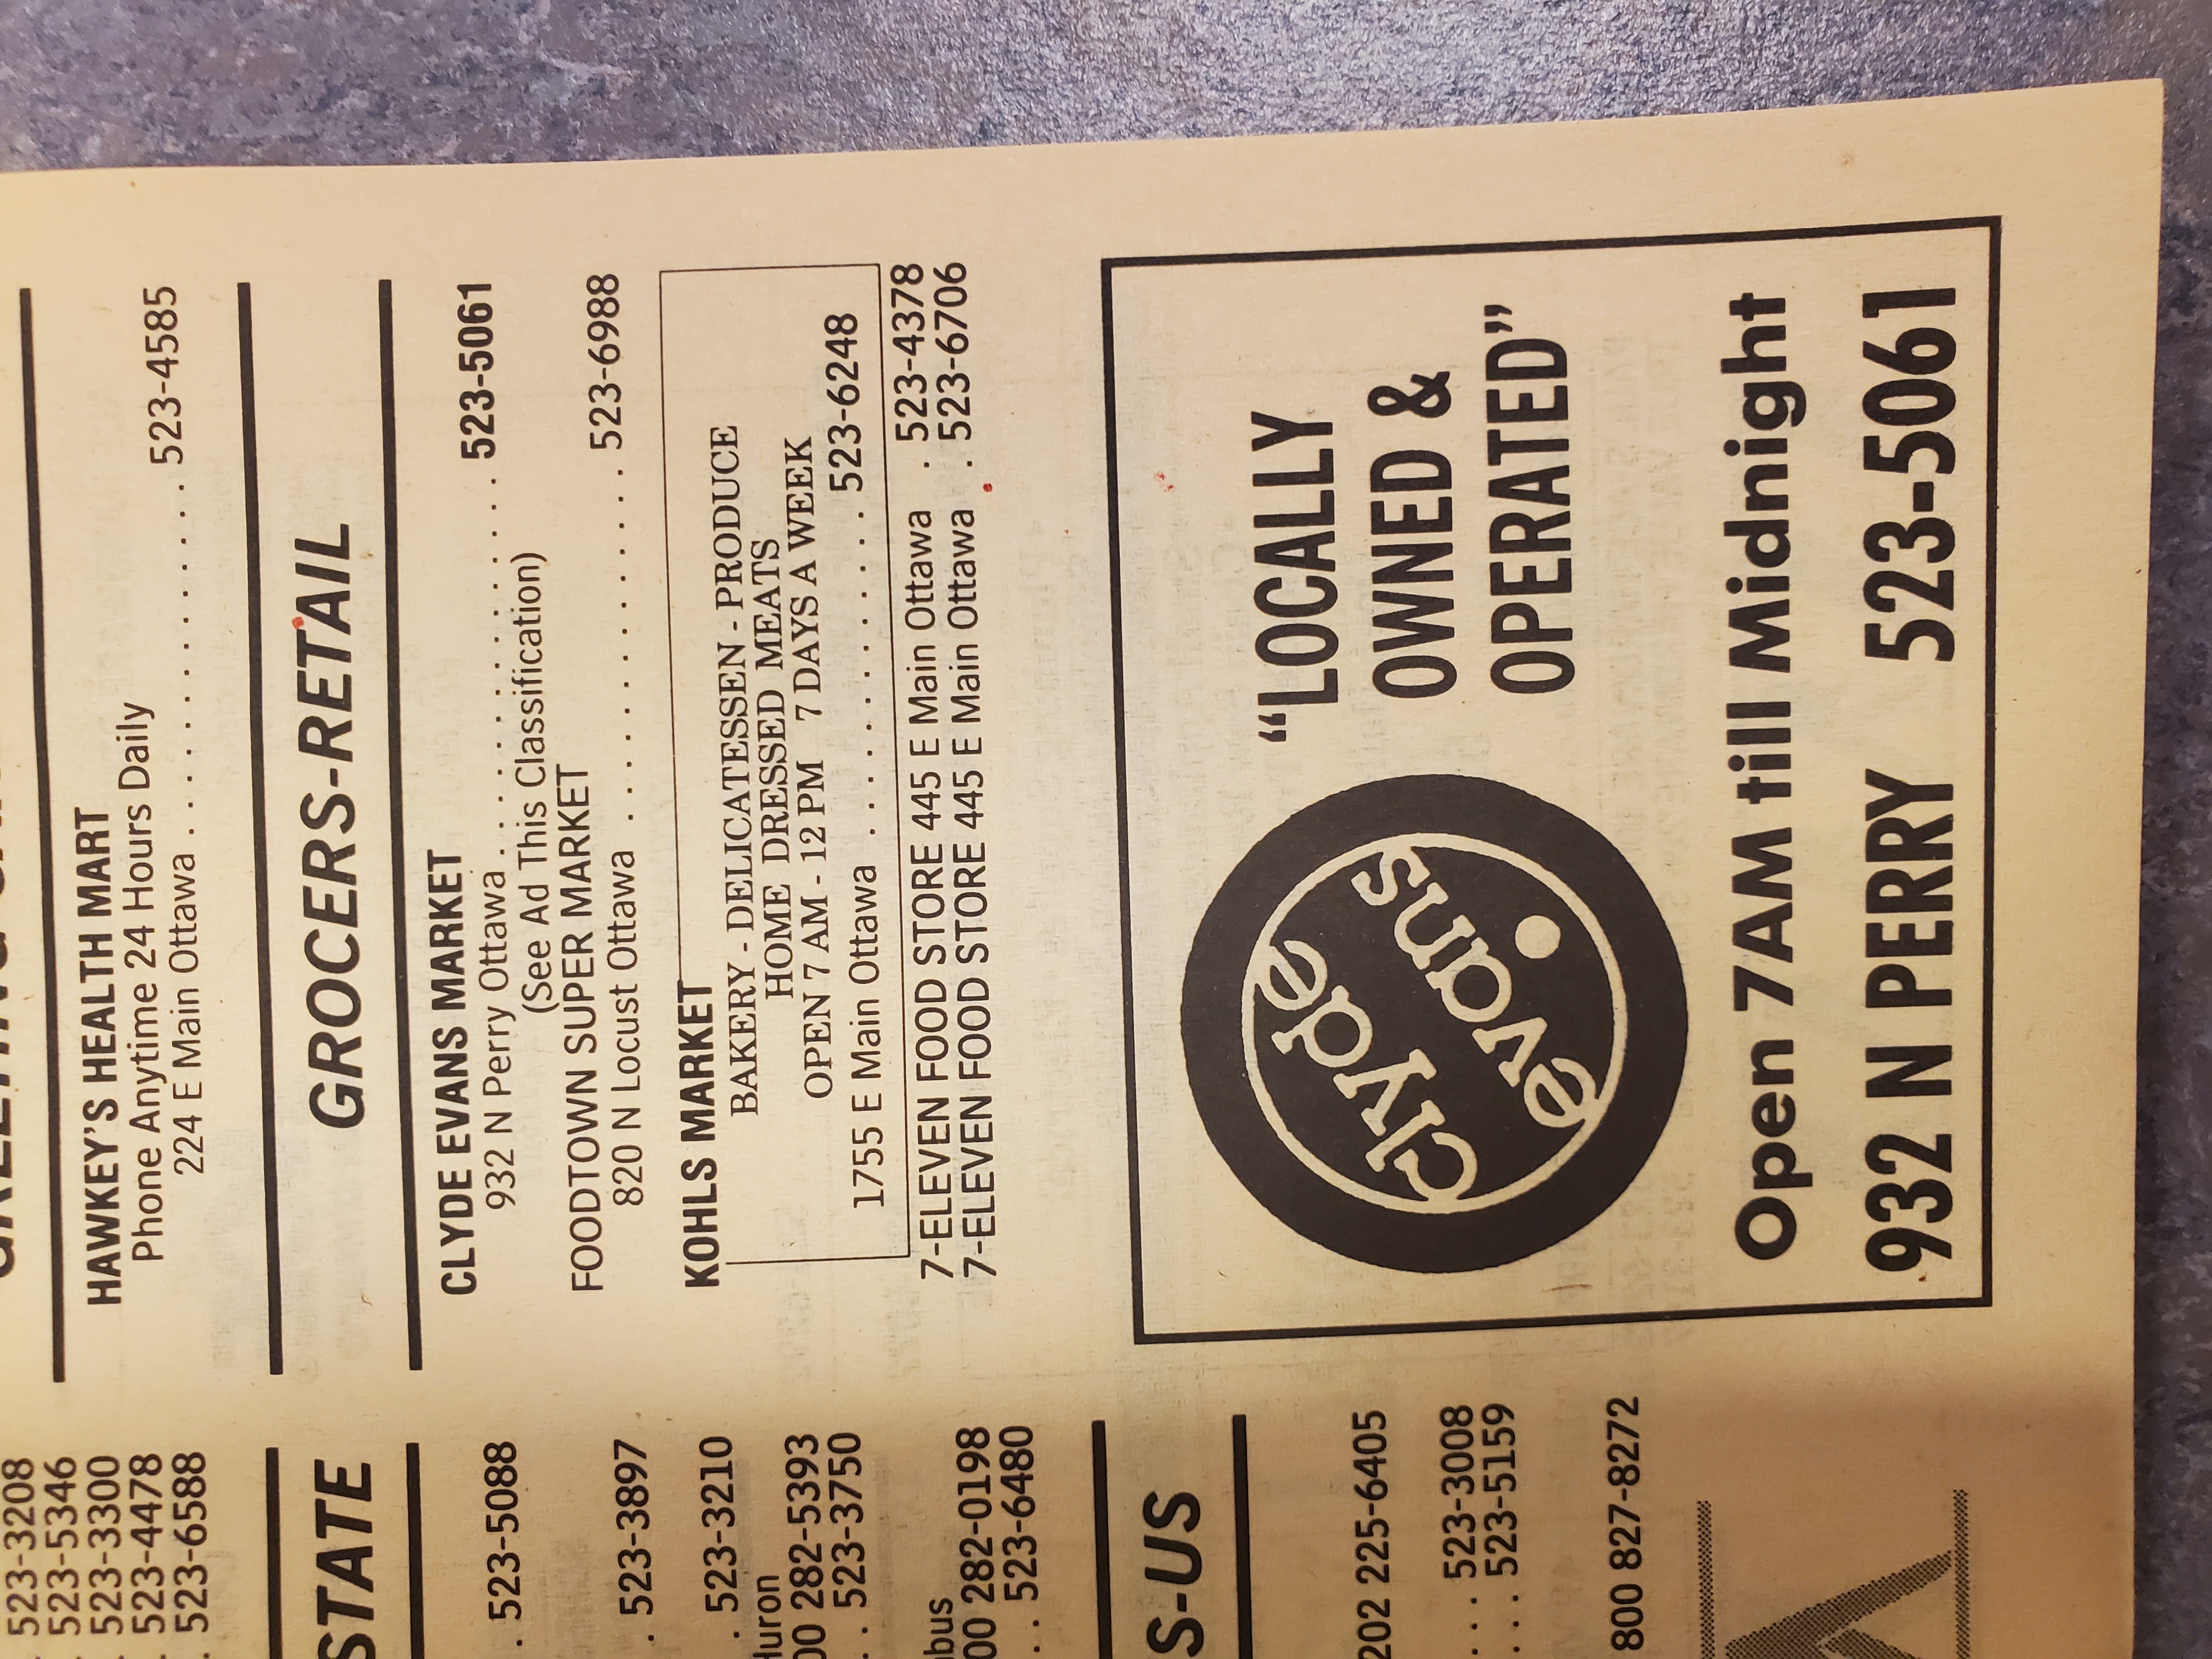 523-3208
523-5346
523-3300
. 523-4478
. 523-6588
STATE
. 523-5088
. 523-3897
. 523-3210
Huron
00 282-5393
. . 523-3750
00 282-0198
. . 523-6480
S-US
202 225-6405
. . . 523-3008
. . . . 523-5159
800 827-8272
HAWKEY'S HEALTH MART
Phone Anytime 24 Hours Daily
224 E Main Ottawa . . . . . . . . . . . . . 523-4585
GROCERS-RETAIL
CLYDE EVANS MARKET
932 N Perry Ottawa . . . . . . . . . . . . . . . . . 523-5061
(See Ad This Classification)
FOODTOWN SUPER MARKET
820 N Locust Ottawa . . . . . . . . . . . . 523-6988
KOHLS MARKET
BAKERY - DELICATESSEN - PRODUCE
HOME DRESSED MEATS
OPEN 7 AM - 12 PM 7 DAYS A WEEK
1755 E Main Ottawa . . . . . . . . . . . . 523-6248
7-ELEVEN FOOD STORE 445 E Main Ottawa . 523-4378
7-ELEVEN FOOD STORE 445 E Main Ottawa . 523-6706
clyde
evans
"LOCALLY
OWNED &
OPERATED"
Open 7AM till Midnight
932 N PERRY 523-5061